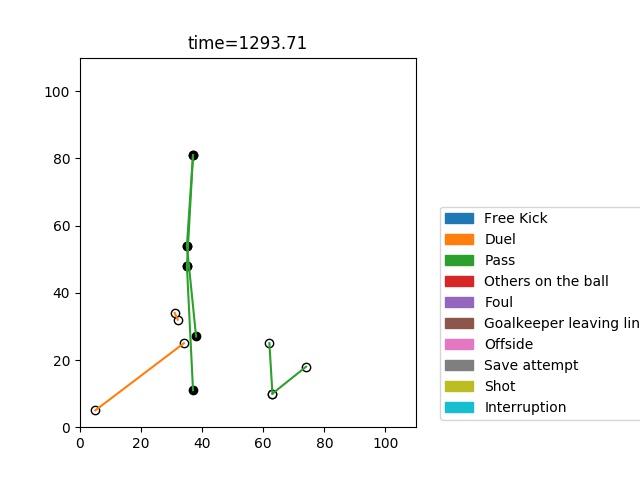 time=1293.71
100
80
60
40
20
0
0 20 40 60 80 100
Free Kick
Duel
Pass
Others on the ball
Foul
Goalkeeper leaving lin
Offside
Save attempt
Shot
Interruption